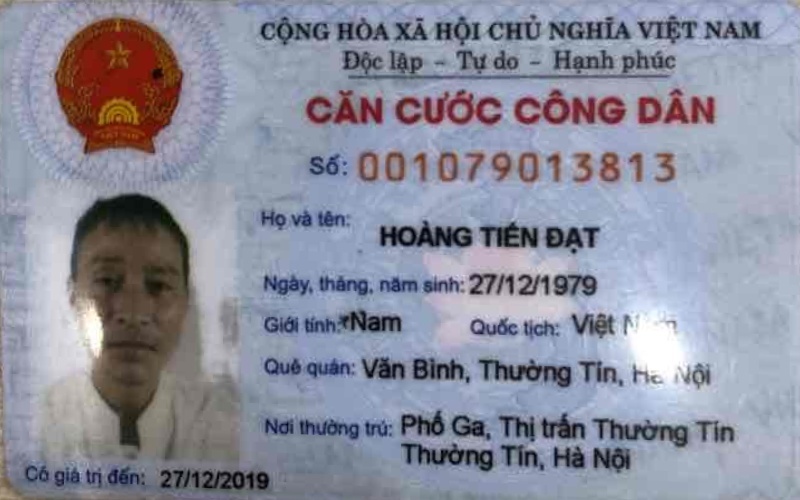 CỘNG HÒA XÃ HỘI CHỦ NGHĨA VIỆT NAM
Độc lập - Tự do - Hạnh phúc
CĂN CƯỚC CÔNG DÂN
Số: 001079013813
Họ và tên:
HOÀNG TIẾN ĐẠT
Ngày, tháng, năm sinh: 27/12/1979
Giới tính: Nam Quốc tịch: Việt Nam
Quê quán: Văn Bình, Thường Tín, Hà Nội
Nơi thường trú: Phố Ga, Thị trấn Thường Tín
Thường Tín, Hà Nội
Có giá trị đến: 27/12/2019